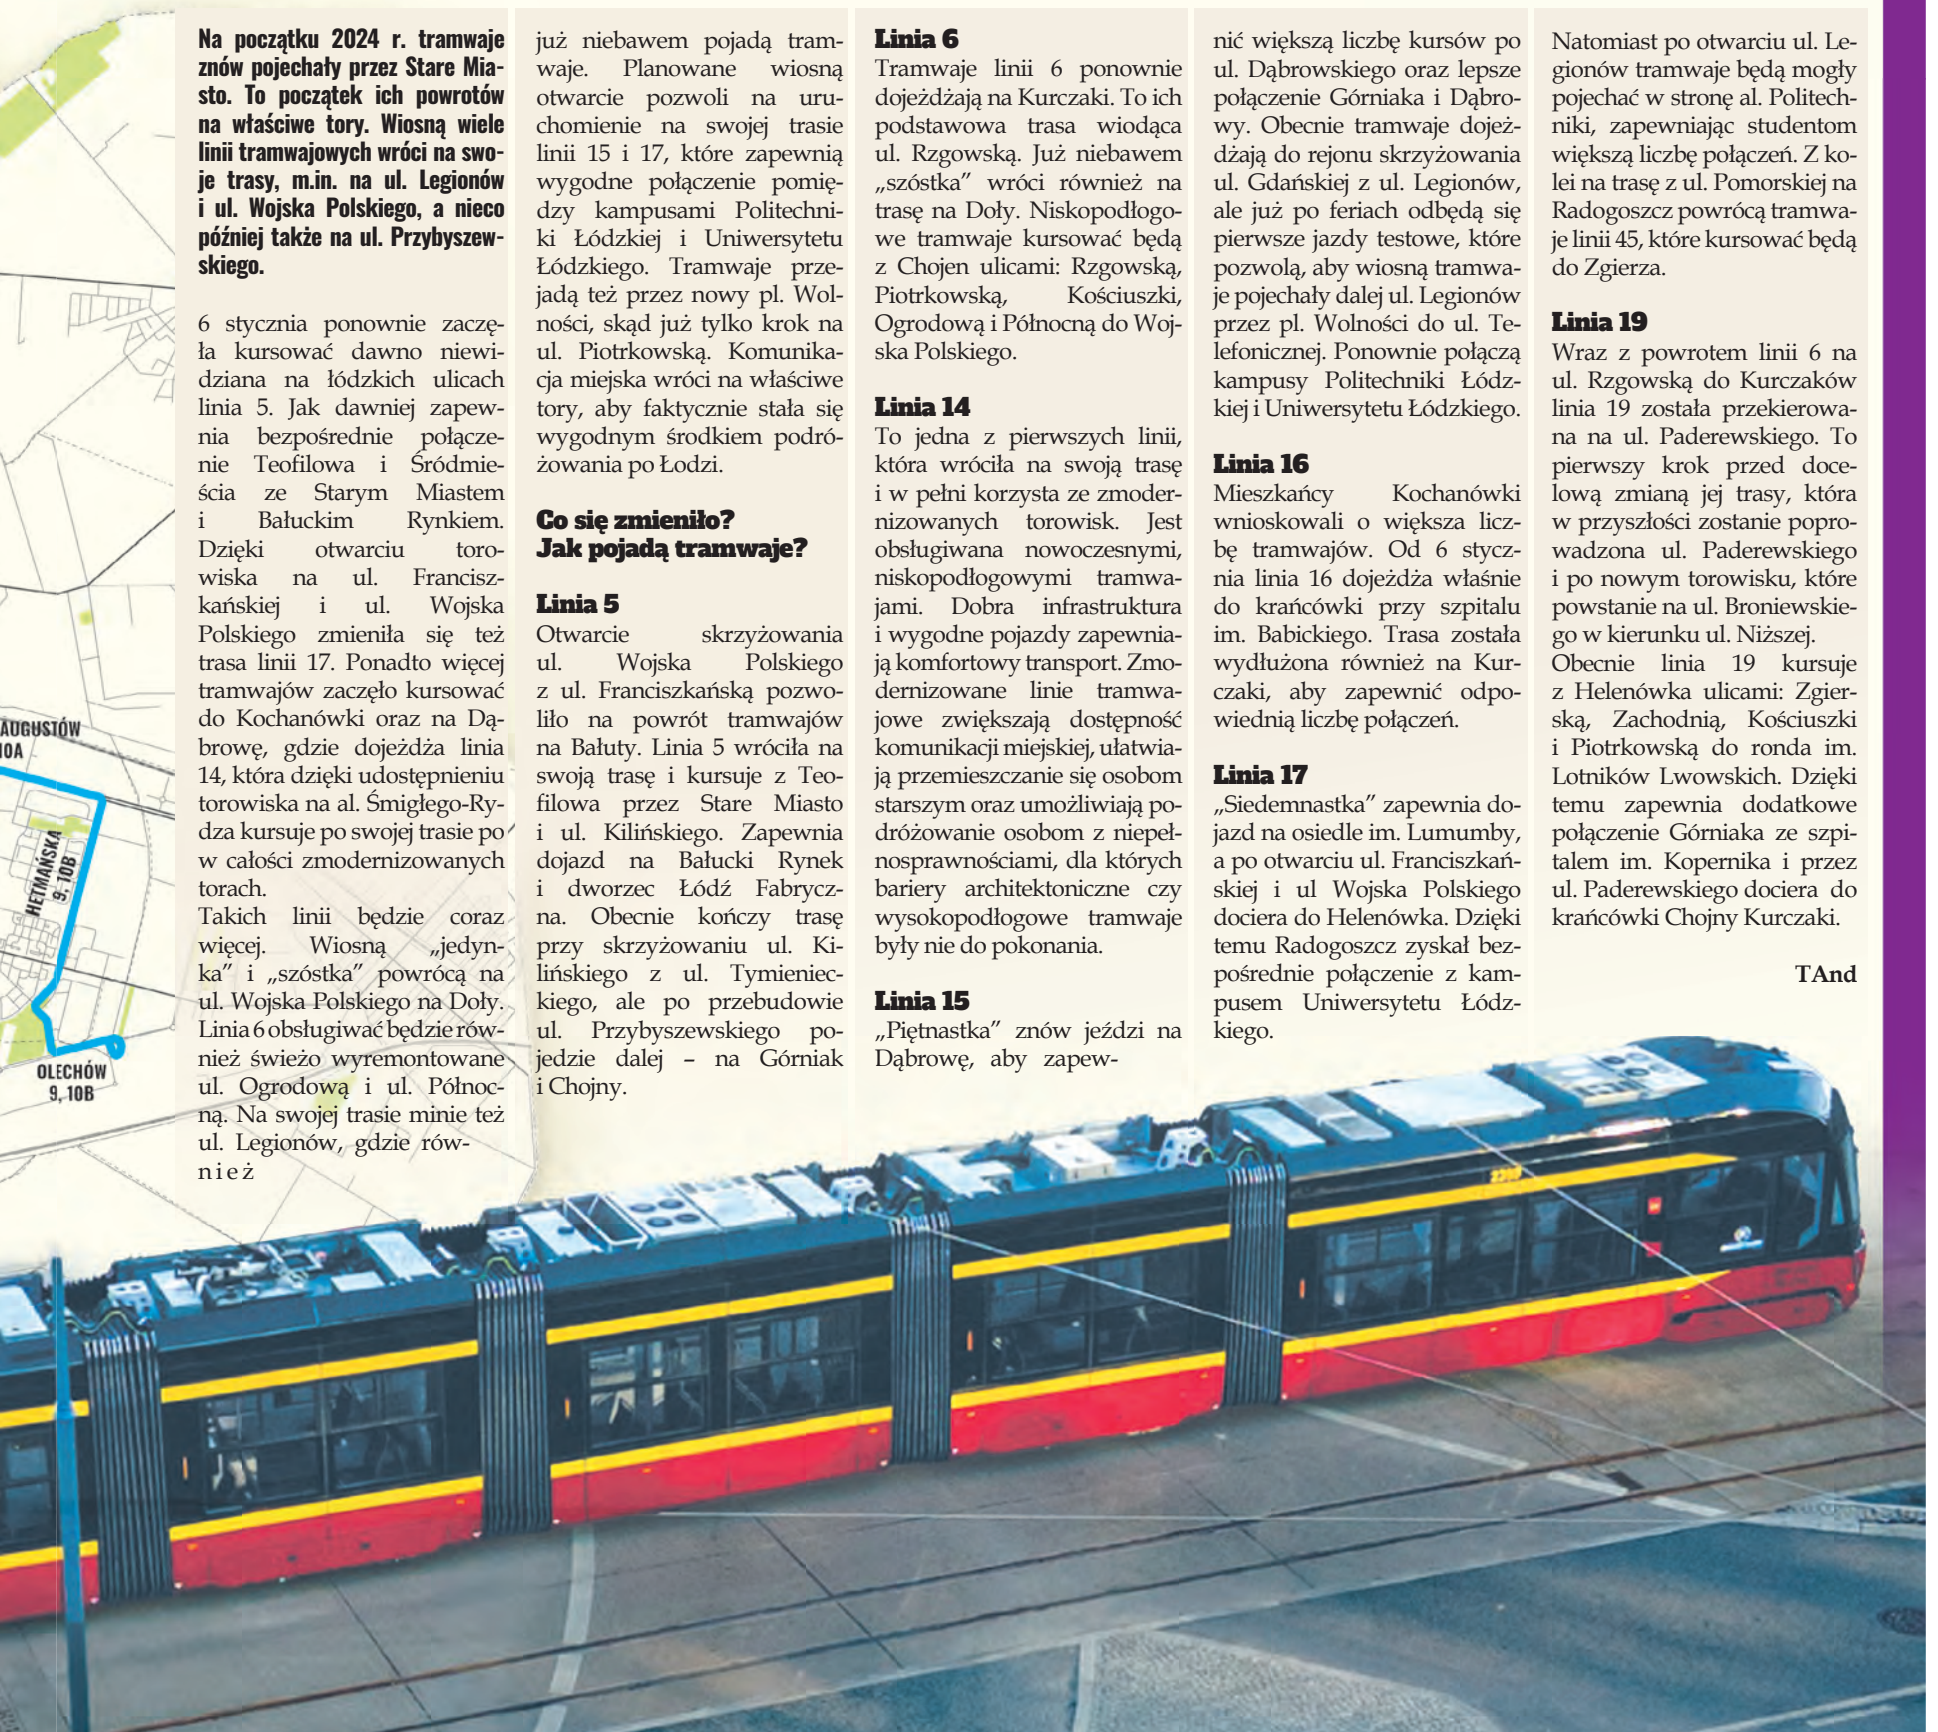 AUGUSTÓW
10A
HETMAŃSKA
9, 10B
OLECHÓW
9, 10B
Na początku 2024 r. tramwaje
znów pojechały przez Stare Mia-
sto. To początek ich powrotów
na właściwe tory. Wiosną wiele
linii tramwajowych wróci na swo-
je trasy, m.in. na ul. Legionów
i ul. Wojska Polskiego, a nieco
później także na ul. Przybyszew-
skiego.
6 stycznia ponownie zaczę-
ła kursować dawno niewi-
dziana na łódzkich ulicach
linia 5. Jak dawniej zapew-
nia bezpośrednie połącze-
nie Teofilowa i Śródmie-
ścia ze Starym Miastem
i Bałuckim Rynkiem.
Dzięki otwarciu toro-
wiska na ul. Francisz-
kańskiej i ul. Wojska
Polskiego zmieniła się też
trasa linii 17. Ponadto więcej
tramwajów zaczęło kursować
do Kochanówki oraz na Dą-
browę, gdzie dojeżdża linia
14, która dzięki udostępnieniu
torowiska na al. Śmigłego-Ry-
dza kursuje po swojej trasie po
w całości zmodernizowanych
torach.
Takich linii będzie coraz
więcej. Wiosną „jedyn-
ka” i „szóstka” powrócą na
ul. Wojska Polskiego na Doły.
Linia 6 obsługiwać będzie rów-
nież świeżo wyremontowane
ul. Ogrodową i ul. Północ-
ną. Na swojej trasie minie też
ul. Legionów, gdzie rów-
nież
już niebawem pojadą tram-
waje. Planowane wiosną
otwarcie pozwoli na uru-
chomienie na swojej trasie
linii 15 i 17, które zapewnią
wygodne połączenie pomię-
dzy kampusami Politechni-
ki Łódzkiej i Uniwersytetu
Łódzkiego. Tramwaje prze-
jadą też przez nowy pl. Wol-
ności, skąd już tylko krok na
ul. Piotrkowską. Komunika-
cja miejska wróci na właściwe
tory, aby faktycznie stała się
wygodnym środkiem podró-
żowania po Łodzi.
Co się zmieniło?
Jak pojadą tramwaje?
Linia 5
Otwarcie skrzyżowania
ul. Wojska Polskiego
z ul. Franciszkańską pozwo-
liło na powrót tramwajów
na Bałuty. Linia 5 wróciła na
swoją trasę i kursuje z Teo-
filowa przez Stare Miasto
i ul. Kilińskiego. Zapewnia
dojazd na Bałucki Rynek
i dworzec Łódź Fabrycz-
na. Obecnie kończy trasę
przy skrzyżowaniu ul. Ki-
lińskiego z ul. Tymieniec-
kiego, ale po przebudowie
ul. Przybyszewskiego po-
jedzie dalej – na Górniak
i Chojny.
Linia 6
Tramwaje linii 6 ponownie
dojeżdżają na Kurczaki. To ich
podstawowa trasa wiodąca
ul. Rzgowską. Już niebawem
„szóstka” wróci również na
trasę na Doły. Niskopodłogo-
we tramwaje kursować będą
z Chojen ulicami: Rzgowską,
Piotrkowską, Kościuszki,
Ogrodową i Północną do Woj-
ska Polskiego.
Linia 14
To jedna z pierwszych linii,
która wróciła na swoją trasę
i w pełni korzysta ze zmoder-
nizowanych torowisk. Jest
obsługiwana nowoczesnymi,
niskopodłogowymi tramwa-
jami. Dobra infrastruktura
i wygodne pojazdy zapewnia-
ją komfortowy transport. Zmo-
dernizowane linie tramwa-
jowe zwiększają dostępność
komunikacji miejskiej, ułatwia-
ją przemieszczanie się osobom
starszym oraz umożliwiają po-
dróżowanie osobom z niepeł-
nosprawnościami, dla których
bariery architektoniczne czy
wysokopodłogowe tramwaje
były nie do pokonania.
Linia 15
„Piętnastka” znów jeździ na
Dąbrowę, aby zapew-
nić większą liczbę kursów po
ul. Dąbrowskiego oraz lepsze
połączenie Górniaka i Dąbro-
wy. Obecnie tramwaje dojeż-
dżają do rejonu skrzyżowania
ul. Gdańskiej z ul. Legionów,
ale już po feriach odbędą się
pierwsze jazdy testowe, które
pozwolą, aby wiosną tramwa-
je pojechały dalej ul. Legionów
przez pl. Wolności do ul. Te-
lefonicznej. Ponownie połączą
kampusy Politechniki Łódz-
kiej i Uniwersytetu Łódzkiego.
Linia 16
Mieszkańcy Kochanówki
wnioskowali o większa licz-
bę tramwajów. Od 6 stycz-
nia linia 16 dojeżdża właśnie
do krańcówki przy szpitalu
im. Babickiego. Trasa została
wydłużona również na Kur-
czaki, aby zapewnić odpo-
wiednią liczbę połączeń.
Linia 17
„Siedemnastka” zapewnia do-
jazd na osiedle im. Lumumby,
a po otwarciu ul. Franciszkań-
skiej i ul Wojska Polskiego
dociera do Helenówka. Dzięki
temu Radogoszcz zyskał bez-
pośrednie połączenie z kam-
pusem Uniwersytetu Łódz-
kiego.
Natomiast po otwarciu ul. Le-
gionów tramwaje będą mogły
pojechać w stronę al. Politech-
niki, zapewniając studentom
większą liczbę połączeń. Z ko-
lei na trasę z ul. Pomorskiej na
Radogoszcz powrócą tramwa-
je linii 45, które kursować będą
do Zgierza.
Linia 19
Wraz z powrotem linii 6 na
ul. Rzgowską do Kurczaków
linia 19 została przekierowa-
na na ul. Paderewskiego. To
pierwszy krok przed doce-
lową zmianą jej trasy, która
w przyszłości zostanie popro-
wadzona ul. Paderewskiego
i po nowym torowisku, które
powstanie na ul. Broniewskie-
go w kierunku ul. Niższej.
Obecnie linia 19 kursuje
z Helenówka ulicami: Zgier-
ską, Zachodnią, Kościuszki
i Piotrkowską do ronda im.
Lotników Lwowskich. Dzięki
temu zapewnia dodatkowe
połączenie Górniaka ze szpi-
talem im. Kopernika i przez
ul. Paderewskiego dociera do
krańcówki Chojny Kurczaki.
TAnd